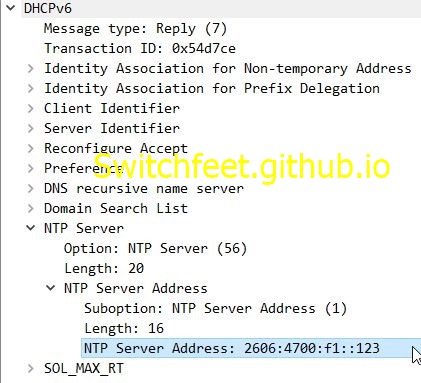 DHCPv6
Message type: Reply (7)
Transaction ID: 0x54d7ce
Identity Association for Non-temporary Address
Identity Association for Prefix Delegation
Client Identifier
Server Identifier
Reconfigure Accept
Preference
Switchfeet.github.io
DNS recursive name server
Domain Search List
NTP Server
Option: NTP Server (56)
Length: 20
NTP Server Address
Suboption: NTP Server Address (1)
Length: 16
NTP Server Address: 2606:4700:f1::123
SOL_MAX_RT